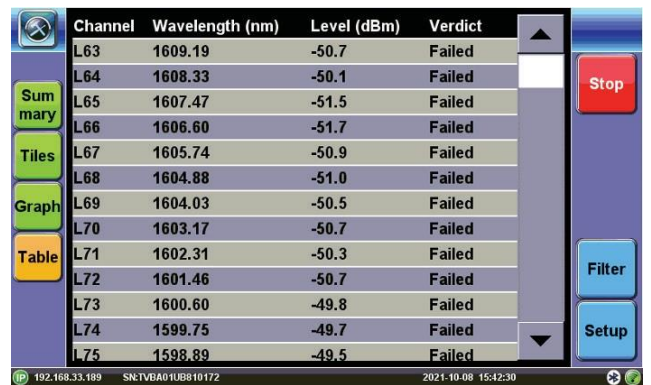 Channel Wavelength (nm) Level (dBm) Verdict
L63 1609.19 -50.7 Failed
L64 1608.33 -50.1 Failed
L65 1607.47 -51.5 Failed
L66 1606.60 -51.7 Failed
L67 1605.74 -50.9 Failed
L68 1604.88 -51.0 Failed
L69 1604.03 -50.5 Failed
L70 1603.17 -50.7 Failed
L71 1602.31 -50.3 Failed
L72 1601.46 -50.7 Failed
L73 1600.60 -49.8 Failed
L74 1599.75 -49.7 Failed
L75 1598.89 -49.5 Failed
Sum
mary
Tiles
Graph
Table
Stop
Filter
Setup
IP 192.168.33.189 SN:TVBA01UB810172 2021-10-08 15:42:30